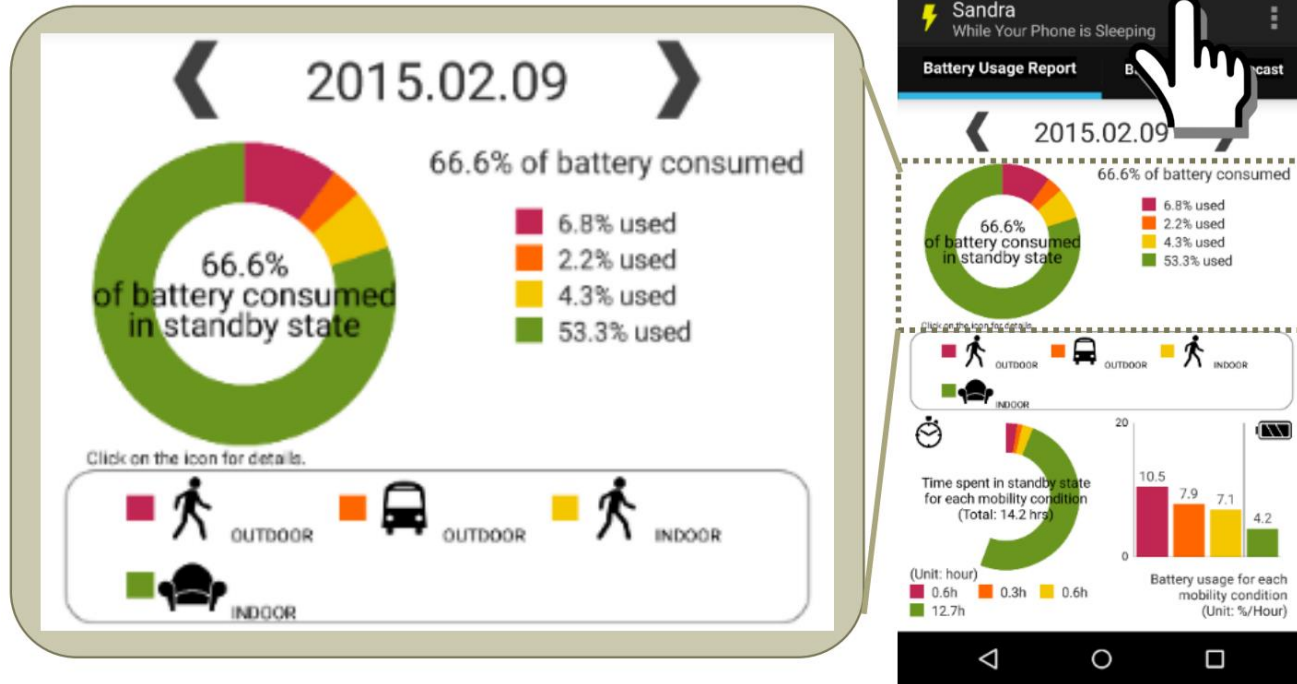 2015.02.09
66.6% of battery consumed
6.8% used
2.2% used
4.3% used
53.3% used
66.6%
of battery consumed
in standby state
Click on the icon for details.
OUTDOOR
OUTDOOR
INDOOR
INDOOR
Sandra
While Your Phone is Sleeping
Battery Usage Report
2015.02.09
66.6% of battery consumed
6.8% used
2.2% used
4.3% used
53.3% used
66.6%
of battery consumed
in standby state
Click on the icon for details.
OUTDOOR
OUTDOOR
INDOOR
INDOOR
Time spent in standby state
for each mobility condition
(Total: 14.2 hrs)
(Unit: hour)
0.6h 0.3h 0.6h
12.7h
20
10.5
7.9
7.1
4.2
0
Battery usage for each
mobility condition
(Unit: %/Hour)